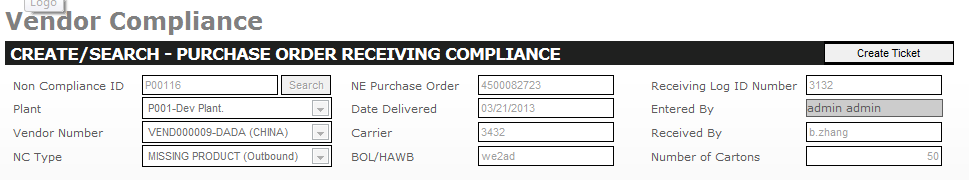 Logo
Vendor Compliance
CREATE/SEARCH - PURCHASE ORDER RECEIVING COMPLIANCE Create Ticket
Non Compliance ID P00116 Search NE Purchase Order 4500082723 Receiving Log ID Number 3132
Plant P001-Dev Plant. Date Delivered 03/21/2013 Entered By admin admin
Vendor Number VEND000009-DADA (CHINA) Carrier 3432 Received By b.zhang
NC Type MISSING PRODUCT (Outbound) BOL/HAWB we2ad Number of Cartons 50